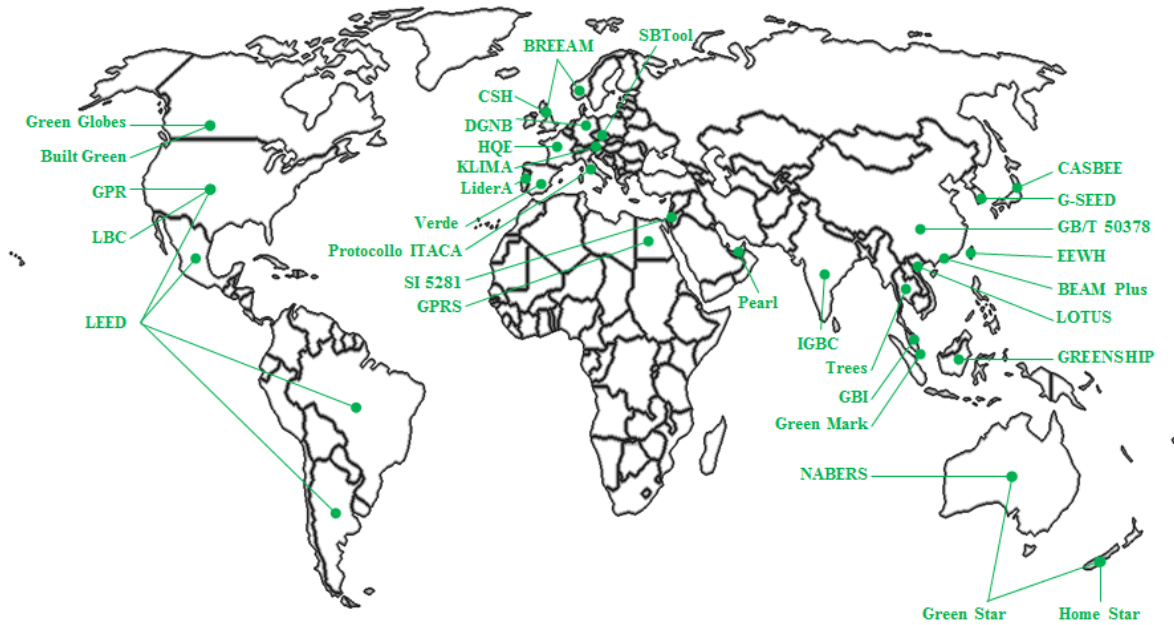 SBTool
BREEAM
CSH
Green Globes
DGNB
Built Green
HQE
KLIMA
CASBEE
GPR
LiderA
G-SEED
Verde
GB/T 50378
LBC
Protocollo ITACA
EEWH
SI 5281
BEAM Plus
GPRS
Pearl
LOTUS
LEED
IGBC
GREENSHIP
Trees
GBI
Green Mark
NABERS
Green Star
Home Star